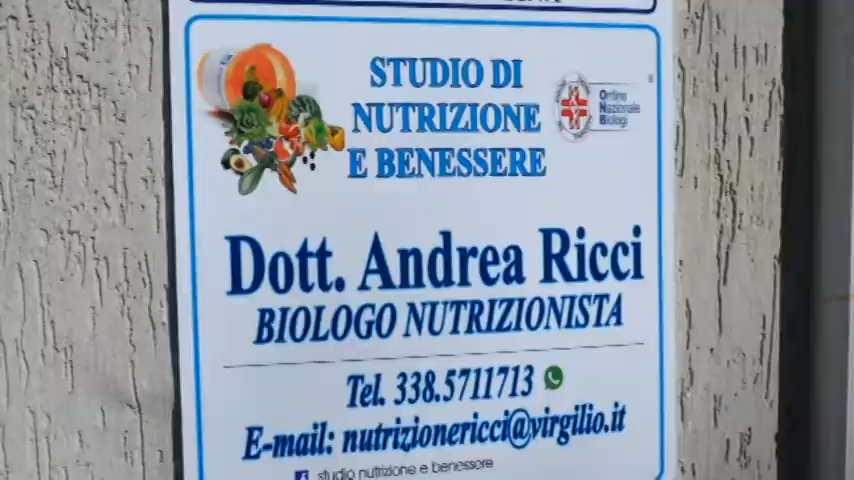 STUDIO DI
NUTRIZIONE
E BENESSERE
Ordine
Nazionale
Biologi
Dott. Andrea Ricci
BIOLOGO NUTRIZIONISTA
Tel. 338.5711713
E-mail: nutrizionericci@virgilio.it
studio nutrizione e benessere